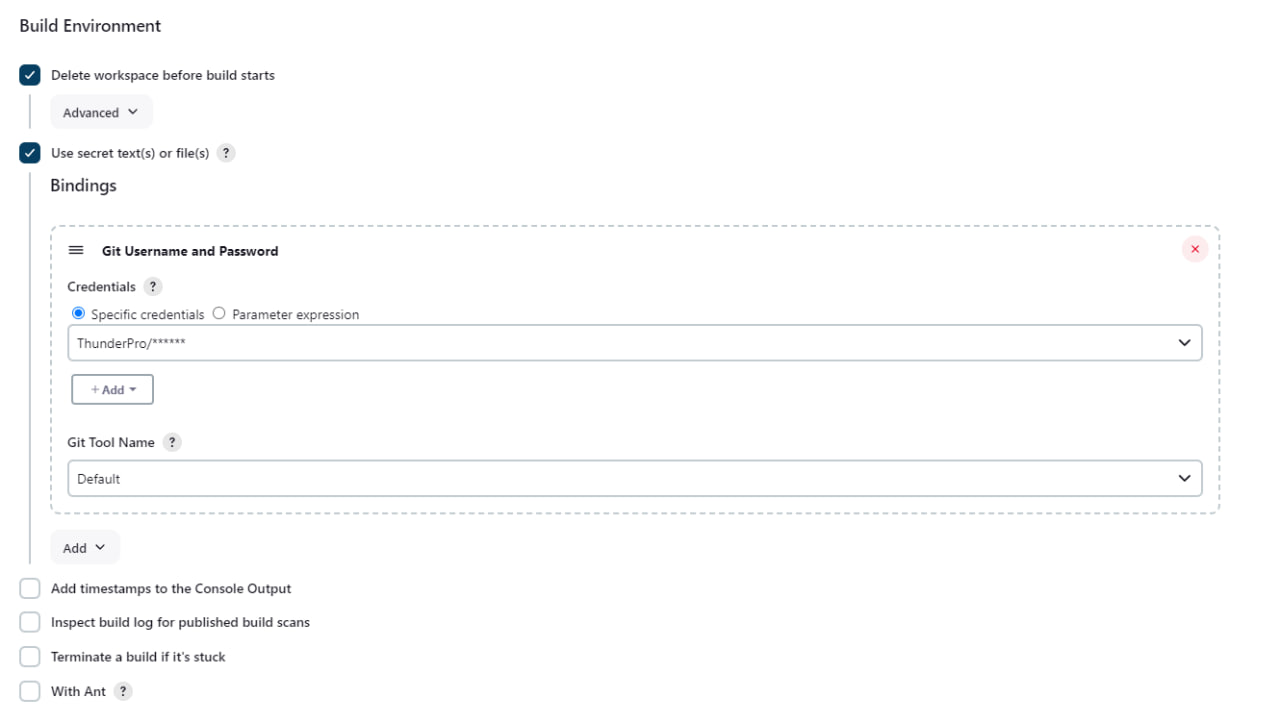 Build Environment
Delete workspace before build starts
Advanced
Use secret text(s) or file(s) ?
Bindings
Git Username and Password
Credentials ?
Specific credentials Parameter expression
ThunderPro/******
+ Add
Git Tool Name ?
Default
Add
Add timestamps to the Console Output
Inspect build log for published build scans
Terminate a build if it's stuck
With Ant ?